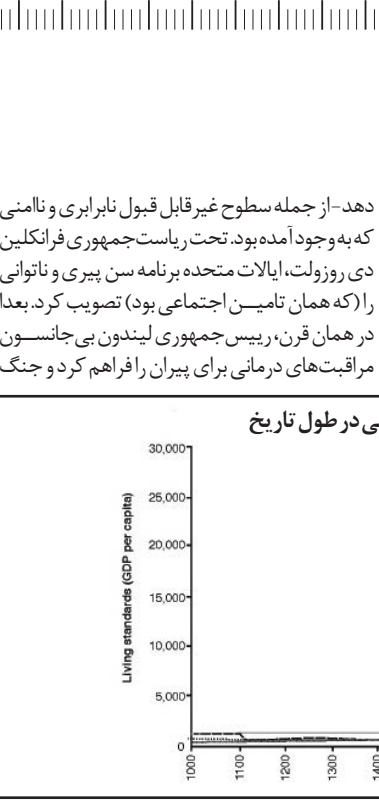 دهد-از جمله سطوح غیرقابل قبول نابرابری و ناامنی
که به‌وجود آمده بود. تحت ریاست‌جمهوری فرانکلین
دی روزولت، ایالات متحده برنامه سن پیری و ناتوانی
را (که همان تامیــن اجتماعی بود) تصویب کرد. بعدا
در همان قرن، رییس‌جمهوری لیندون بی‌جانســون
مراقبت‌های درمانی برای پیران را فراهم کرد و جنگ
در طول تاریخ
Living standards (GDP per capita)
30,000
25,000
20,000
15,000
10,000
5,000
0
1000
1100
1200
1300
1400